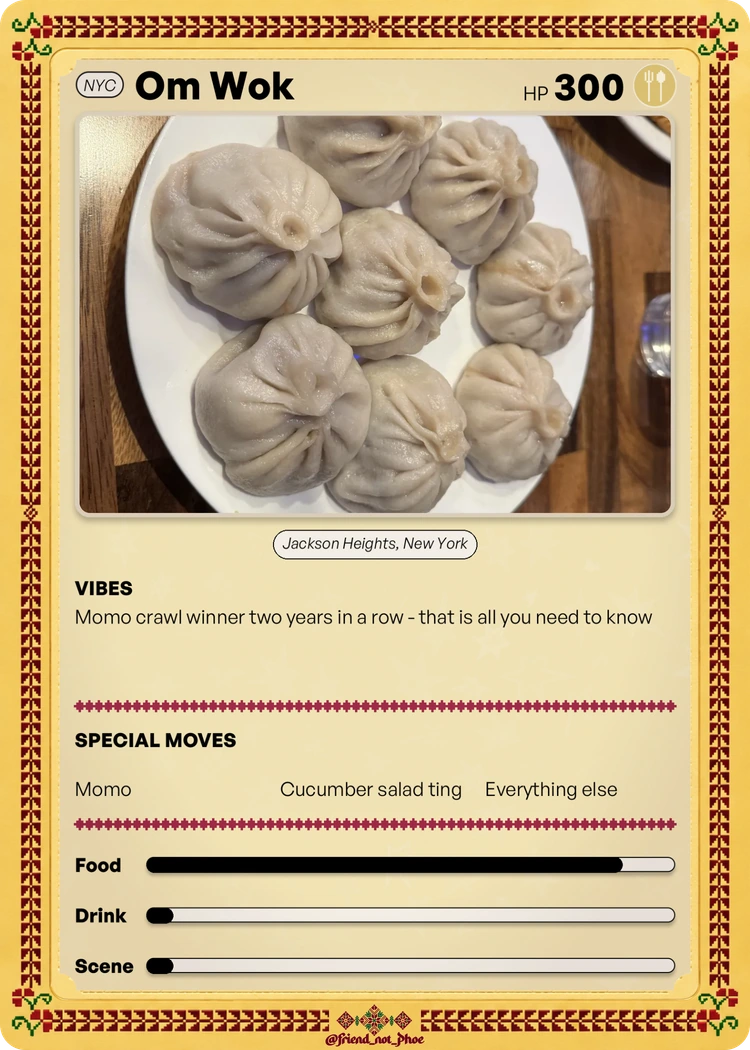 NYC Om Wok HP 300
Jackson Heights, New York
VIBES
Momo crawl winner two years in a row - that is all you need to know
SPECIAL MOVES
Momo Cucumber salad ting Everything else
Food
Drink
Scene
@friend_not_phoe